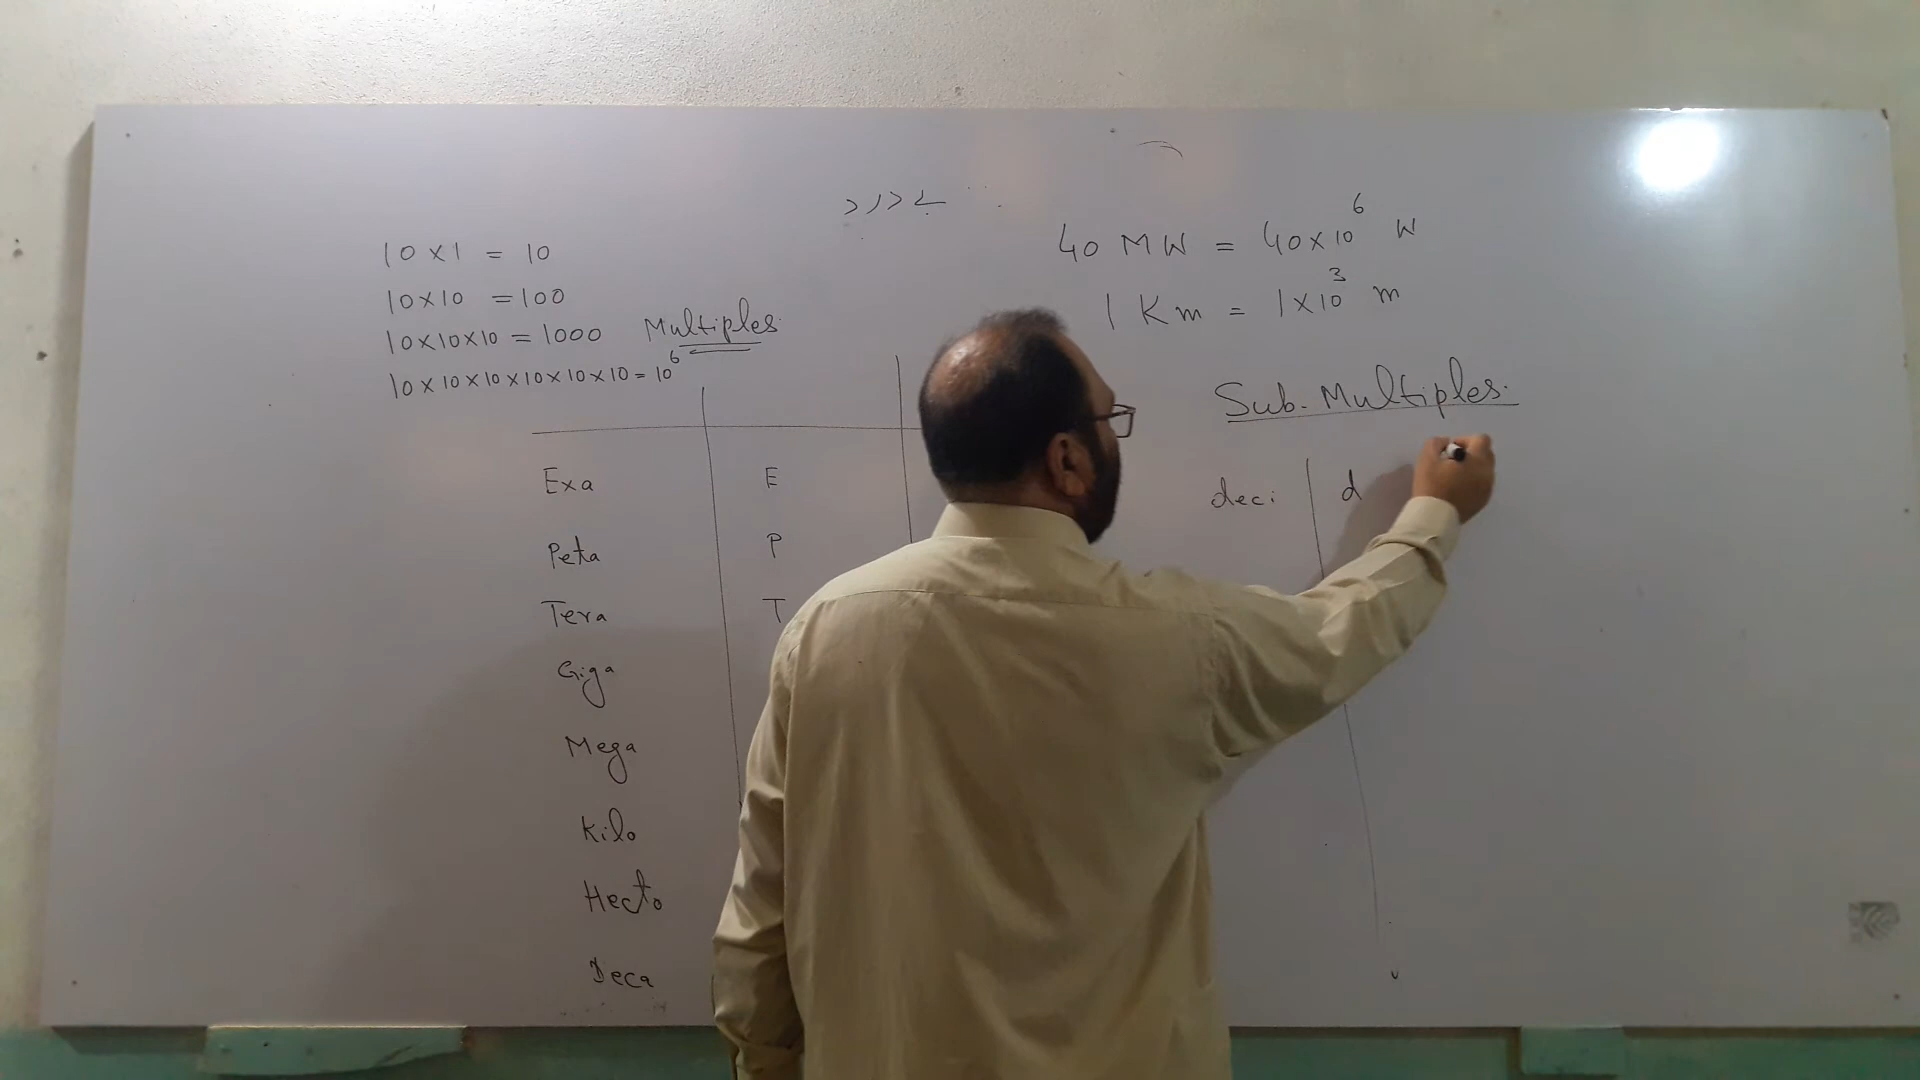 10 x 1 = 10
10 x 10 = 100
10 x 10 x 10 = 1000
10 x 10 x 10 x 10 x 10 x 10 = 10⁶
Multiples
Exa E
Peta P
Tera T
Giga
Mega
Kilo
Hecto
Deca
40 MW = 40 x 10⁶ W
1 Km = 1 x 10³ m
Sub-Multiples.
deci d